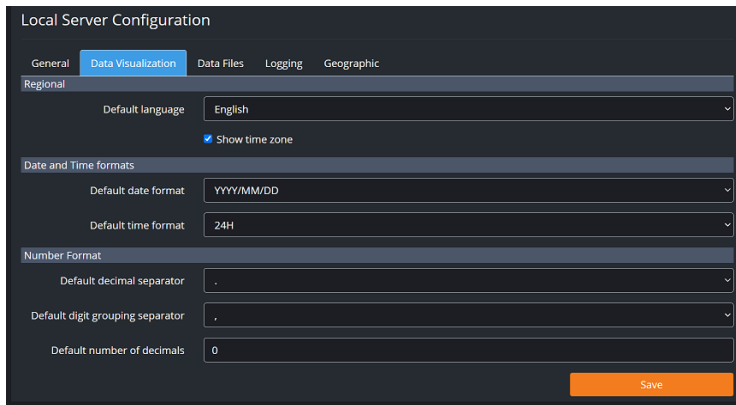 Local Server Configuration
General Data Visualization Data Files Logging Geographic
Regional
Default language English
Show time zone
Date and Time formats
Default date format YYYY/MM/DD
Default time format 24H
Number Format
Default decimal separator .
Default digit grouping separator ,
Default number of decimals 0
Save